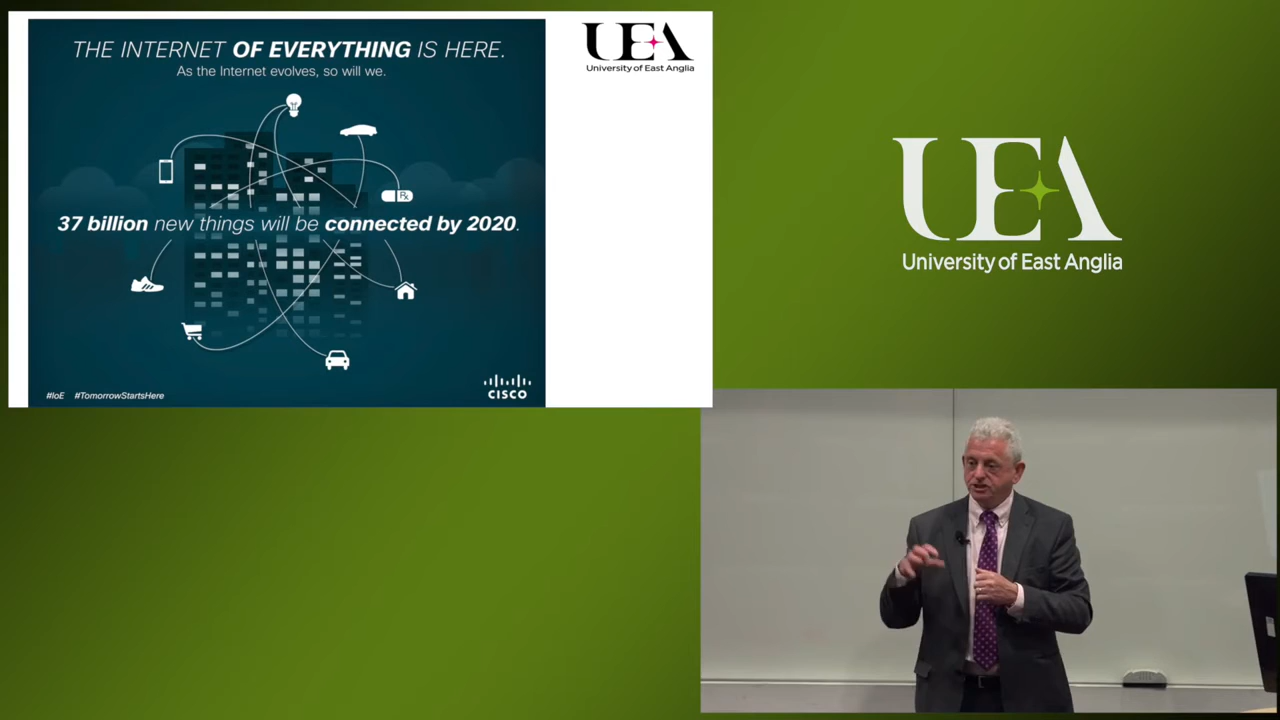 THE INTERNET OF EVERYTHING IS HERE.
As the Internet evolves, so will we.
Rx
37 billion new things will be connected by 2020.
#IoE #TomorrowStartsHere
CISCO
UEA
University of East Anglia
UEA
University of East Anglia